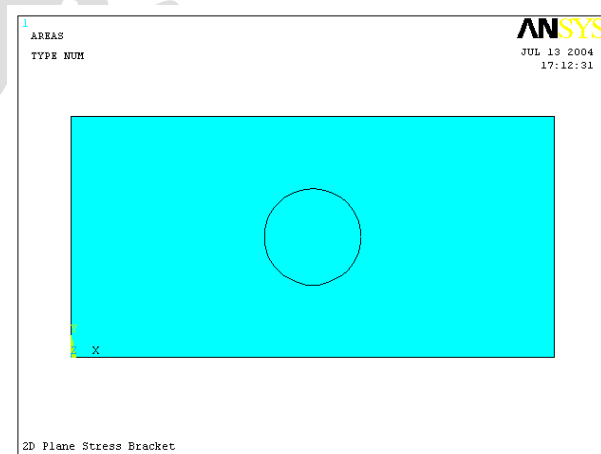 1
AREAS
TYPE NUM
ANSYS
JUL 13 2004
17:12:31
Y
Z X
2D Plane Stress Bracket